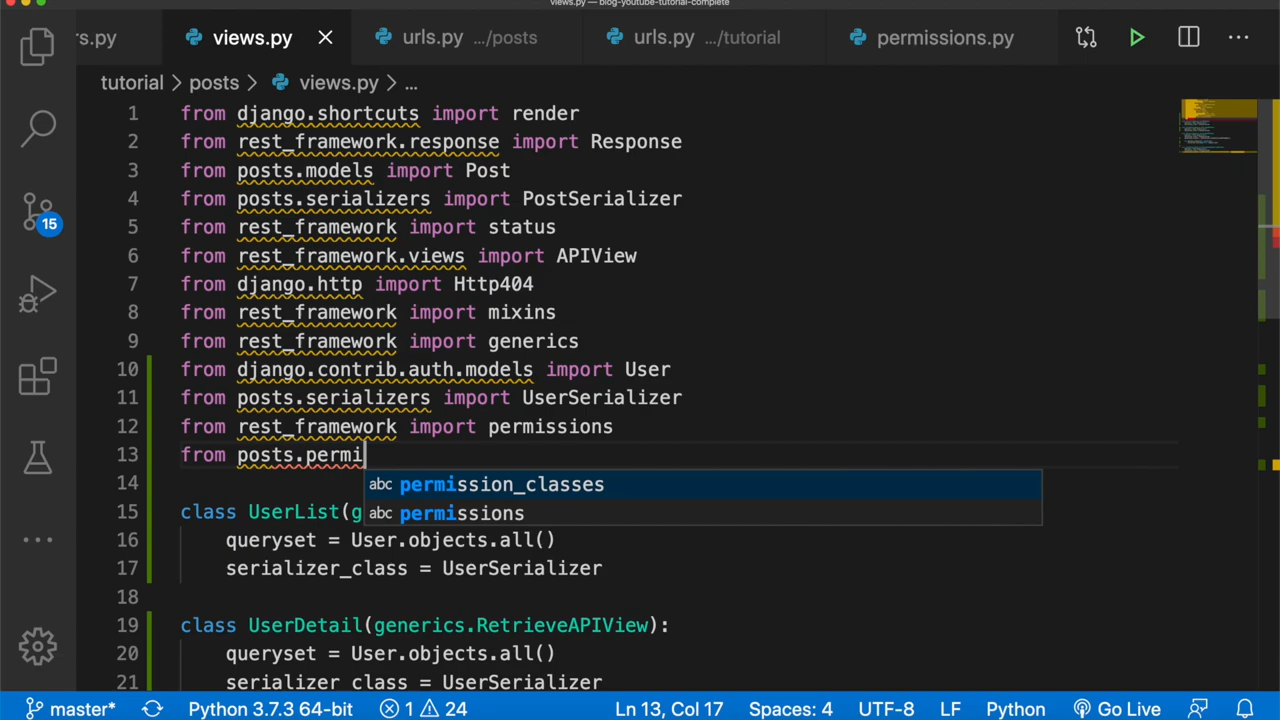 views.py — blog-youtube-tutorial-complete
rs.py views.py urls.py .../posts urls.py .../tutorial permissions.py
tutorial > posts > views.py > ...
1 from django.shortcuts import render
2 from rest_framework.response import Response
3 from posts.models import Post
4 from posts.serializers import PostSerializer
5 from rest_framework import status
6 from rest_framework.views import APIView
7 from django.http import Http404
8 from rest_framework import mixins
9 from rest_framework import generics
10 from django.contrib.auth.models import User
11 from posts.serializers import UserSerializer
12 from rest_framework import permissions
13 from posts.permi
14 abc permission_classes
abc permissions
15 class UserList(g
16 queryset = User.objects.all()
17 serializer_class = UserSerializer
18
19 class UserDetail(generics.RetrieveAPIView):
20 queryset = User.objects.all()
21 serializer_class = UserSerializer
15
master* Python 3.7.3 64-bit 1 24 Ln 13, Col 17 Spaces: 4 UTF-8 LF Python Go Live